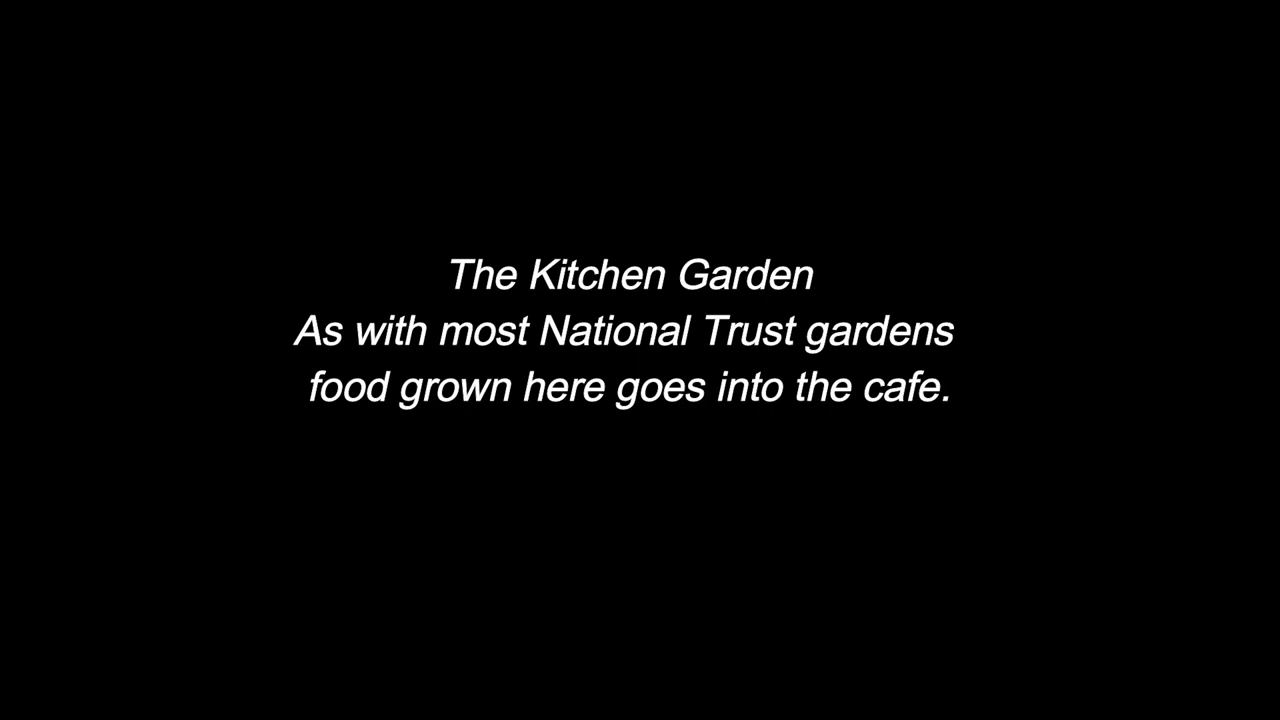 The Kitchen Garden
As with most National Trust gardens
food grown here goes into the cafe.